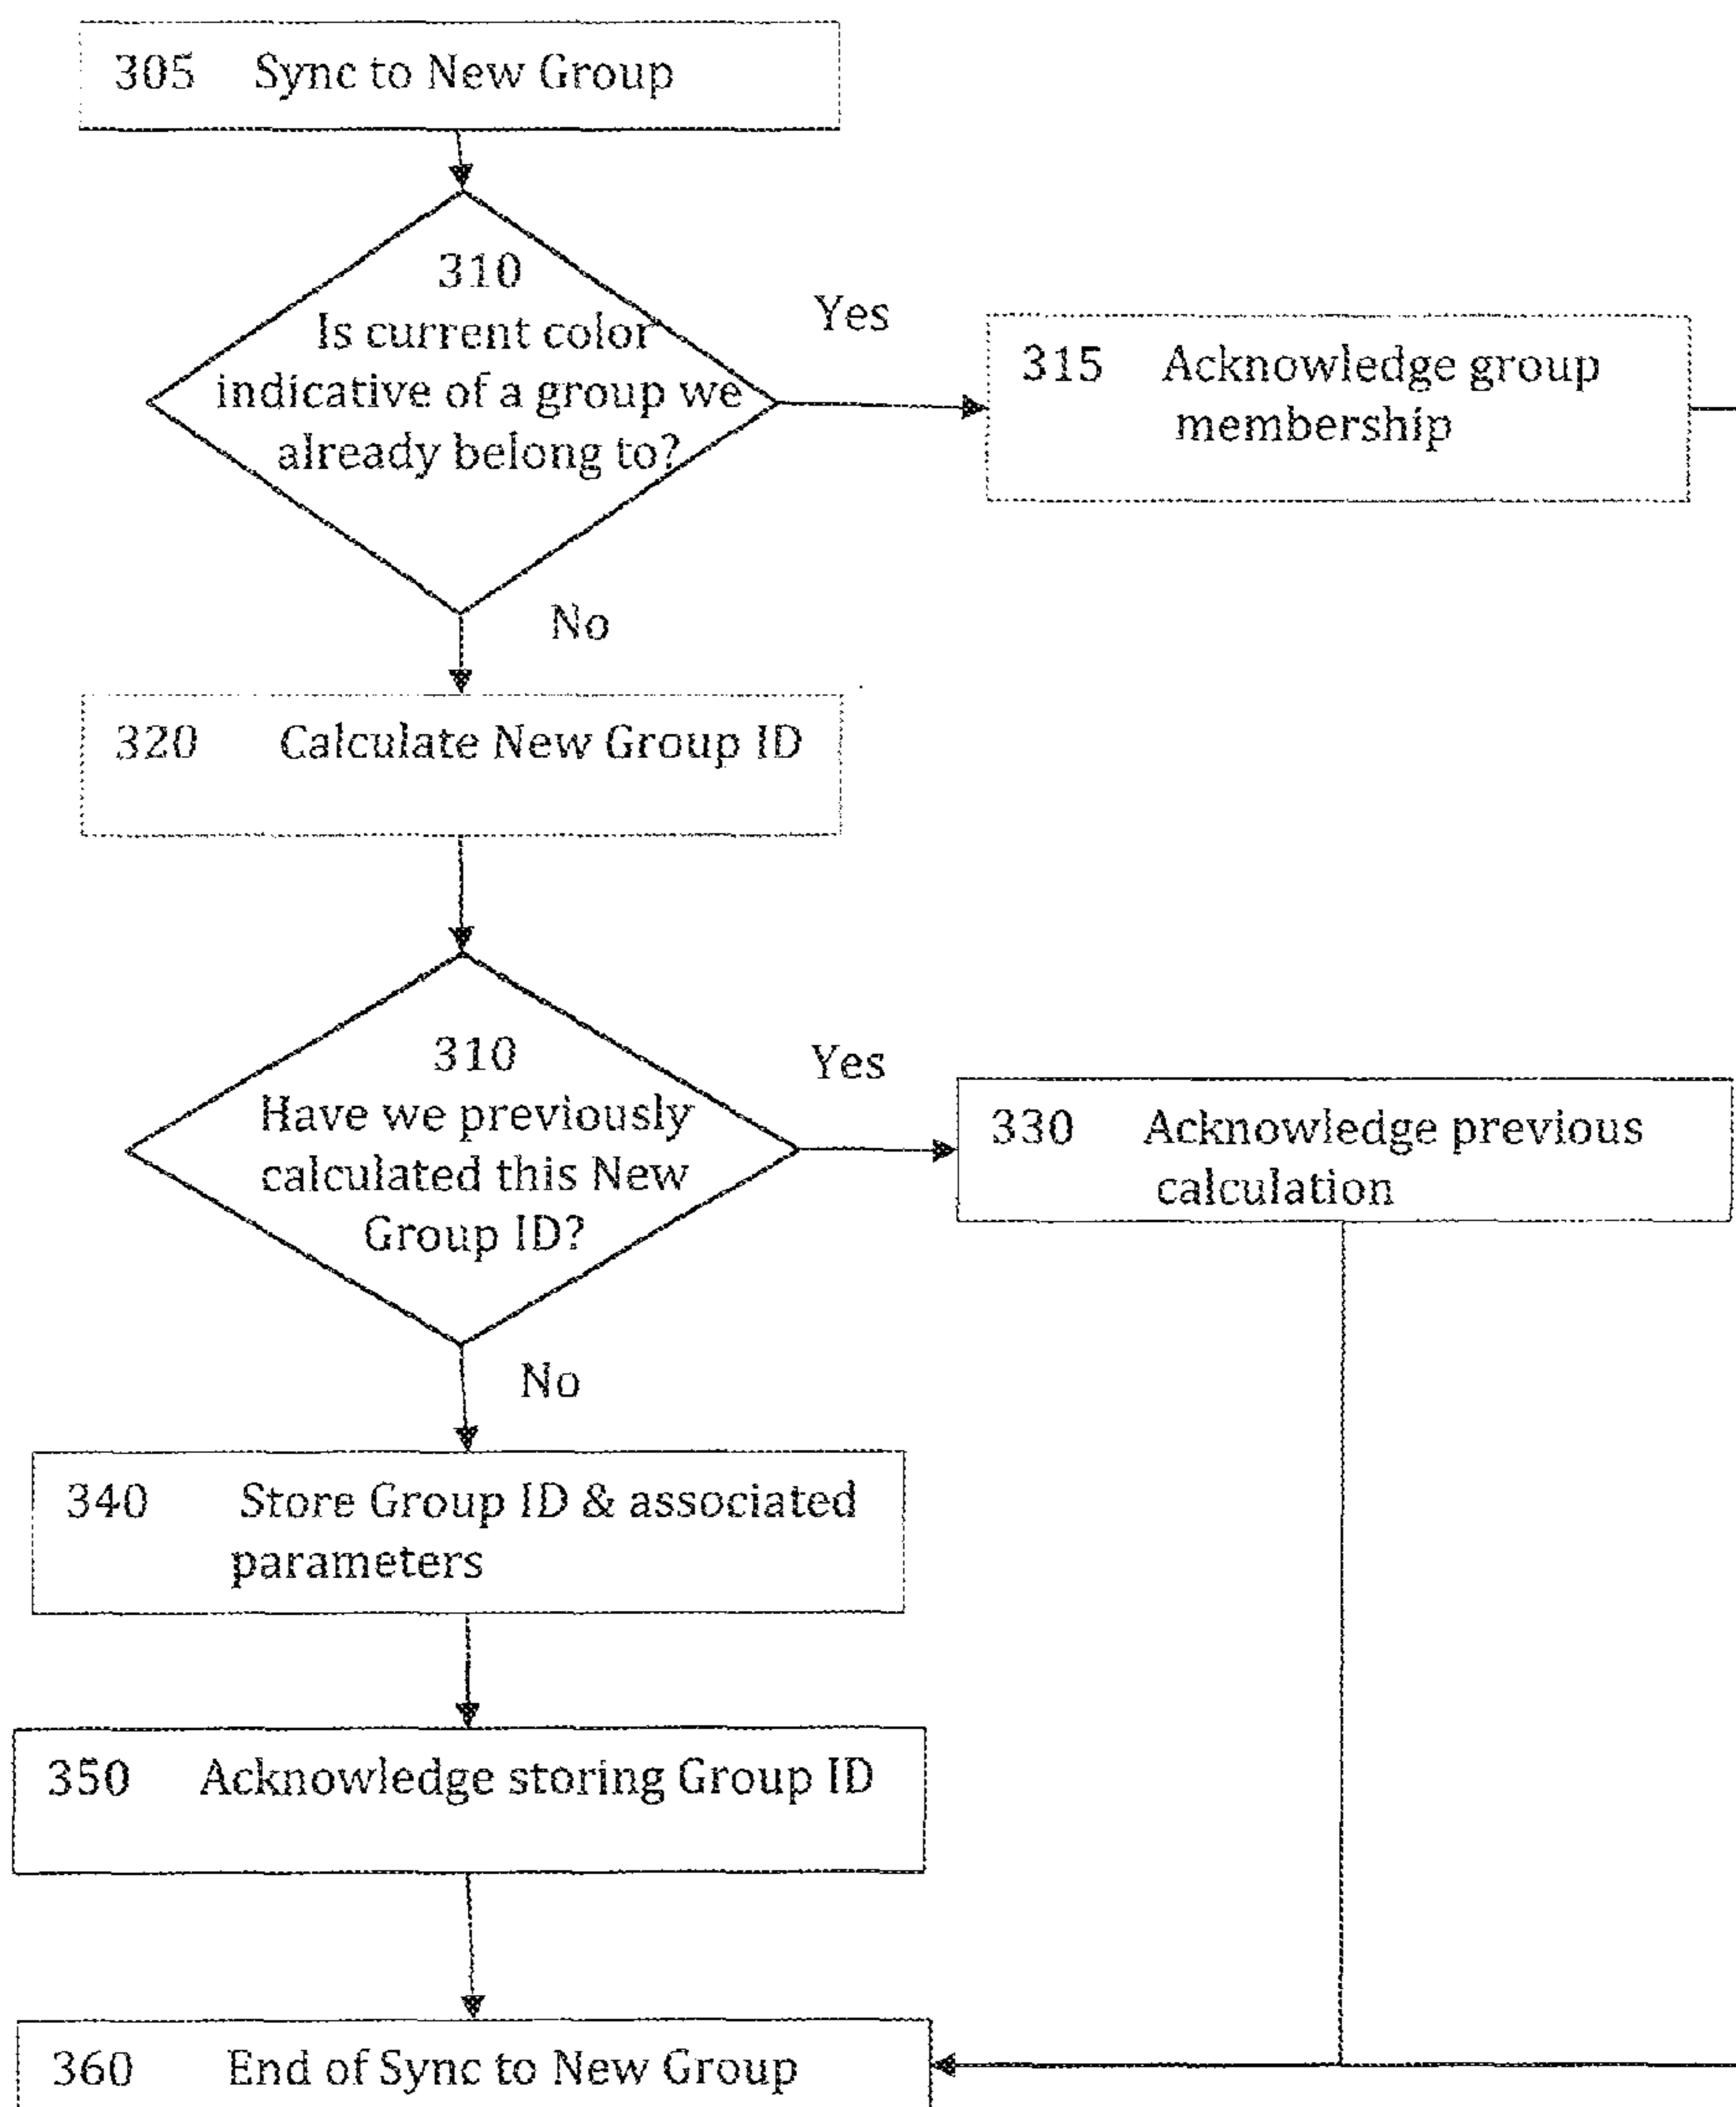 305 Sync to New Group
310
Is current color
indicative of a group we
already belong to?
Yes
315 Acknowledge group
membership
No
320 Calculate New Group ID
310
Have we previously
calculated this New
Group ID?
Yes
330 Acknowledge previous
calculation
No
340 Store Group ID & associated
parameters
350 Acknowledge storing Group ID
360 End of Sync to New Group